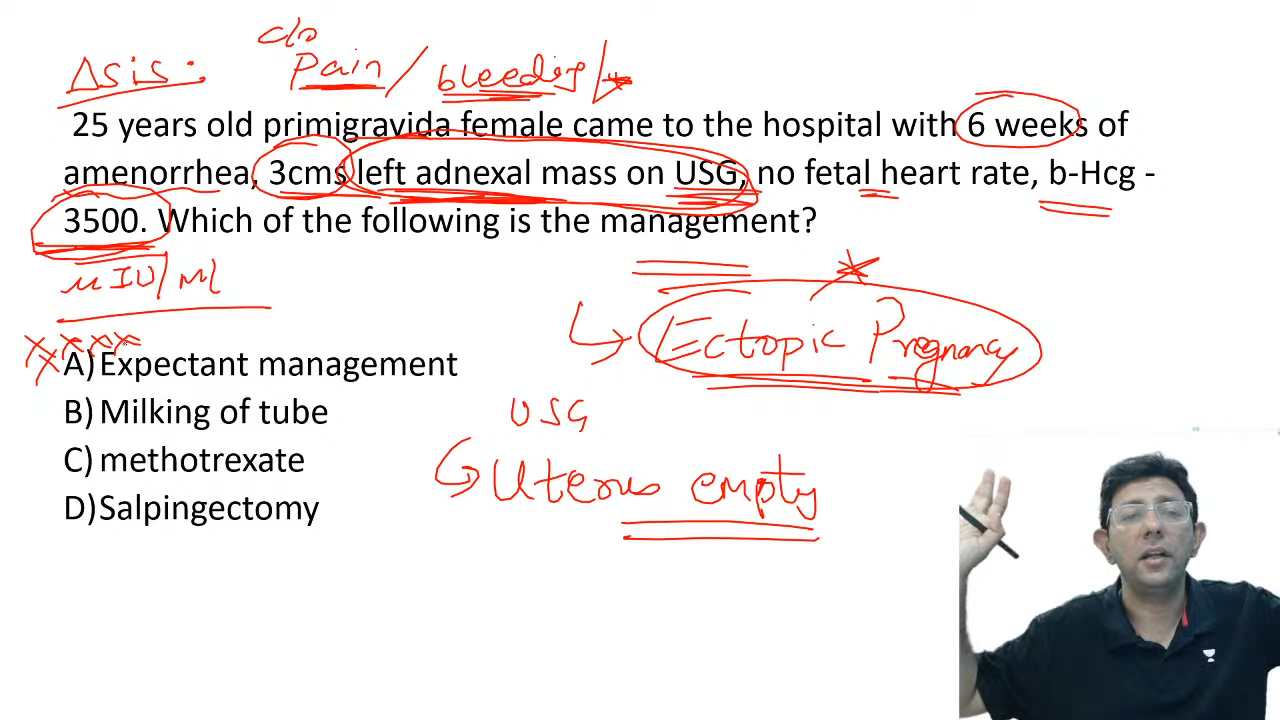 c/o
Δsis: Pain / bleeding /
25 years old primigravida female came to the hospital with 6 weeks of
amenorrhea, 3cms left adnexal mass on USG, no fetal heart rate, b-Hcg -
3500. Which of the following is the management?
mIU/ml
Ectopic Pregnancy
A) Expectant management
B) Milking of tube
USG
C) methotrexate
Uterus empty
D) Salpingectomy